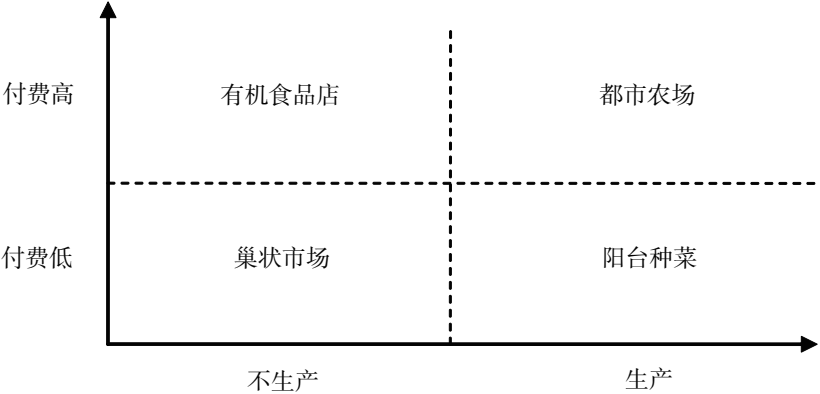 付费高
有机食品店
都市农场
付费低
巢状市场
阳台种菜
不生产
生产